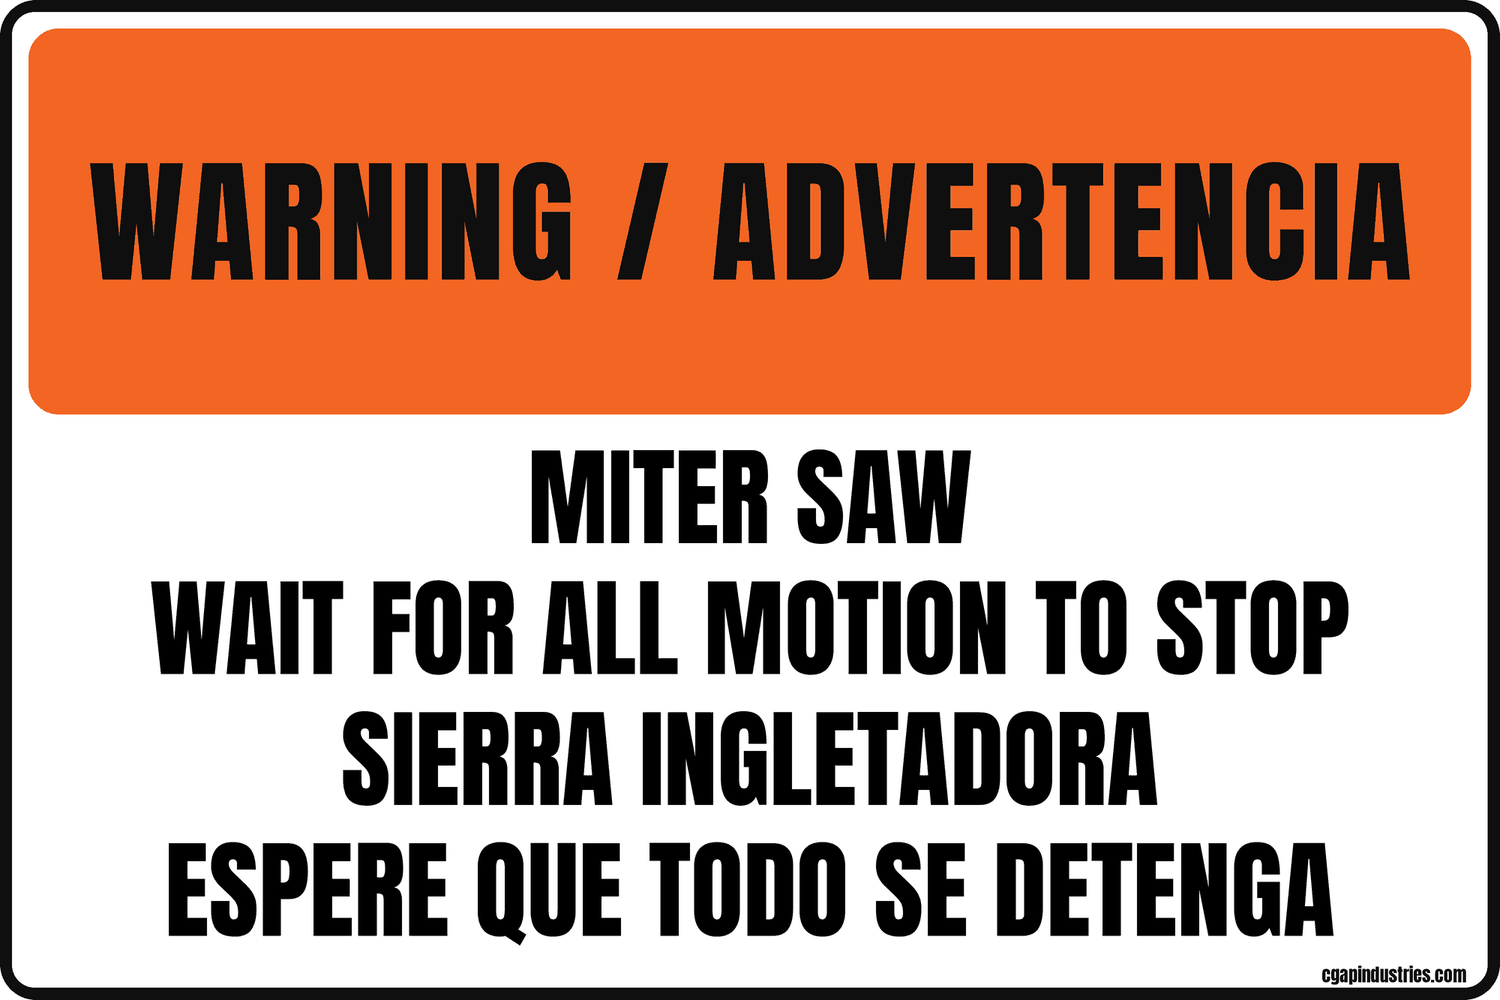 WARNING / ADVERTENCIA
MITER SAW
WAIT FOR ALL MOTION TO STOP
SIERRA INGLETADORA
ESPERE QUE TODO SE DETENGA
cgapindustries.com